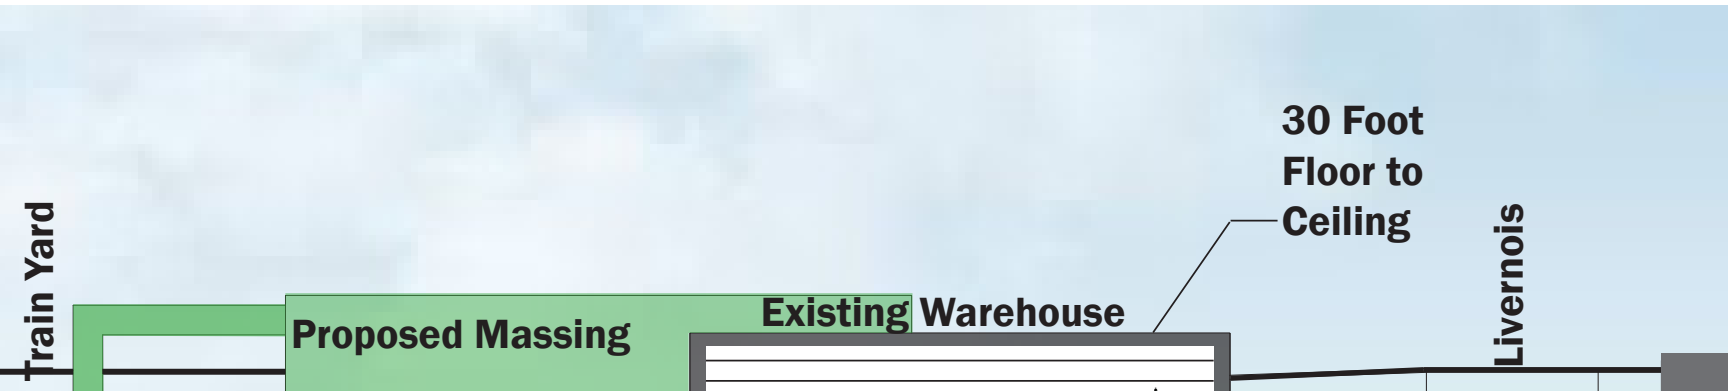 30 Foot
Floor to
Ceiling
Train Yard
Livernois
Existing Warehouse
Proposed Massing